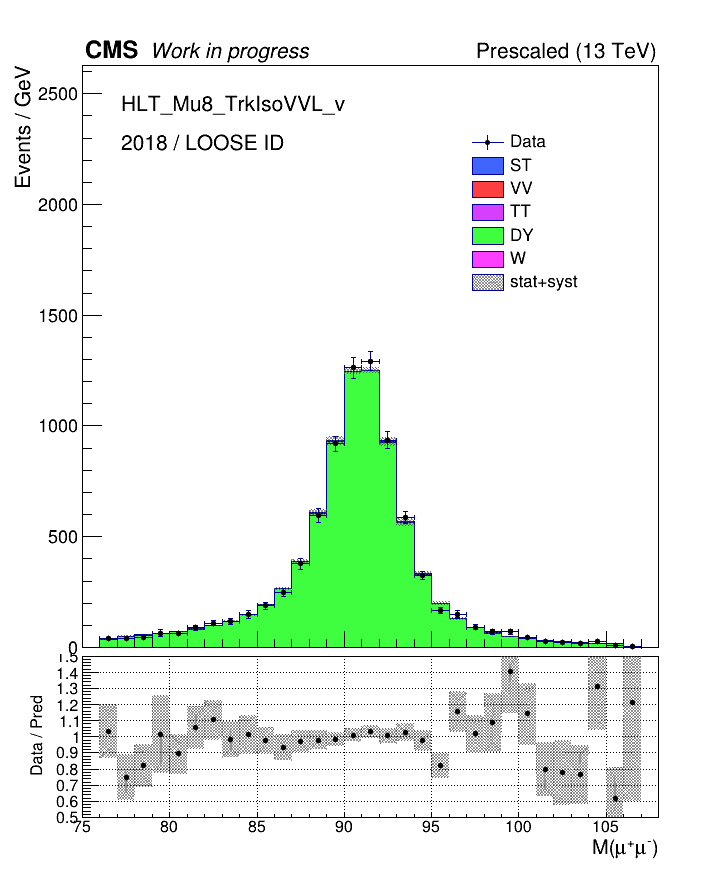 CMS Work in progress Prescaled (13 TeV)
Events / GeV
HLT_Mu8_TrkIsoVVL_v
2018 / LOOSE ID
Data
ST
VV
TT
DY
W
stat+syst
2500
2000
1500
1000
500
0
Data / Pred
1.5
1.4
1.3
1.2
1.1
1
0.9
0.8
0.7
0.6
0.5
75 80 85 90 95 100 105
M(μ⁺μ⁻)